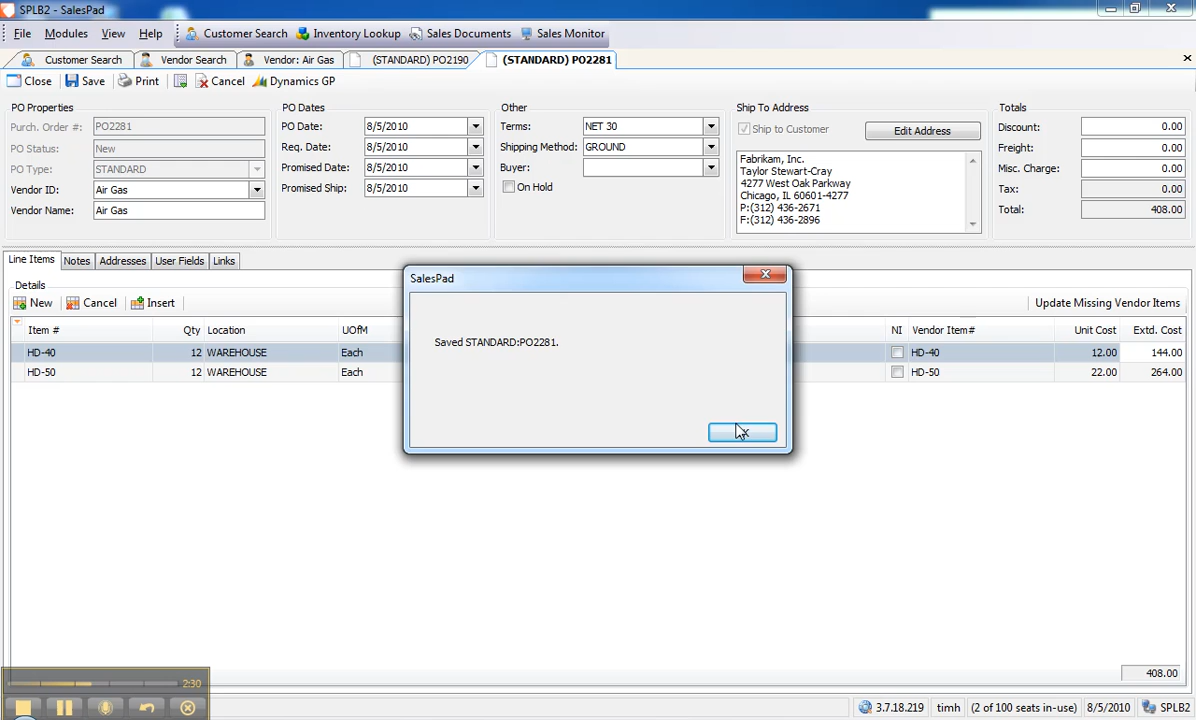 SPLB2 - SalesPad
File Modules View Help Customer Search Inventory Lookup Sales Documents Sales Monitor
Customer Search Vendor Search Vendor: Air Gas (STANDARD) PO2190 (STANDARD) PO2281
Close Save Print Cancel Dynamics GP
PO Properties PO Dates Other Ship To Address Totals
Purch. Order #: PO2281 PO Date: 8/5/2010 Terms: NET 30 Ship to Customer Edit Address Discount: 0.00
PO Status: New Req. Date: 8/5/2010 Shipping Method: GROUND Freight: 0.00
PO Type: STANDARD Promised Date: 8/5/2010 Buyer: Misc. Charge: 0.00
Vendor ID: Air Gas Promised Ship: 8/5/2010 On Hold Tax: 0.00
Vendor Name: Air Gas Total: 408.00
Fabrikam, Inc.
Taylor Stewart-Cray
4277 West Oak Parkway
Chicago, IL 60601-4277
P:(312) 436-2671
F:(312) 436-2896
Line Items Notes Addresses User Fields Links
Details
New Cancel Insert Update Missing Vendor Items
Item # Qty Location UOfM NI Vendor Item# Unit Cost Extd. Cost
HD-40 12 WAREHOUSE Each HD-40 12.00 144.00
HD-50 12 WAREHOUSE Each HD-50 22.00 264.00
SalesPad
Saved STANDARD:PO2281.
408.00
2:30
3.7.18.219 timh (2 of 100 seats in-use) 8/5/2010 SPLB2